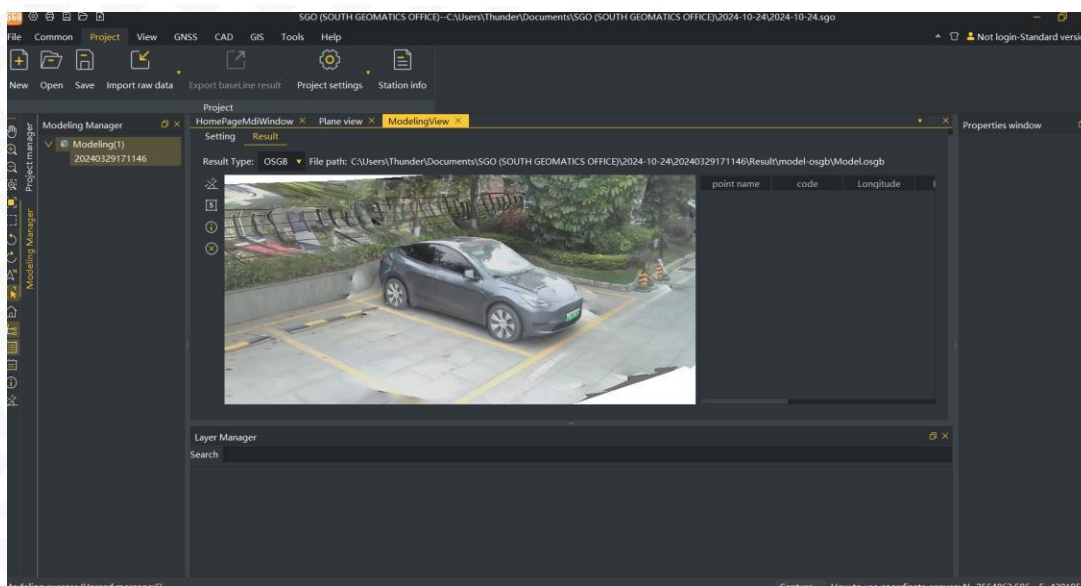 SGO (SOUTH GEOMATICS OFFICE)--C:\Users\Thunder\Documents\SGO (SOUTH GEOMATICS OFFICE)\2024-10-24\2024-10-24.sgo
File Common Project View GNSS CAD GIS Tools Help
Not login-Standard versi
New Open Save Import raw data Export baseLine result Project settings Station info
Project
Project manager
Modeling Manager
Modeling Manager
Modeling(1)
20240329171146
HomePageMdiWindow Plane view ModelingView
Setting Result
Result Type: OSGB File path: C:\Users\Thunder\Documents\SGO (SOUTH GEOMATICS OFFICE)\2024-10-24\20240329171146\Result\model-osgb\Model.osgb
point name code Longitude
Properties window
Layer Manager
Search